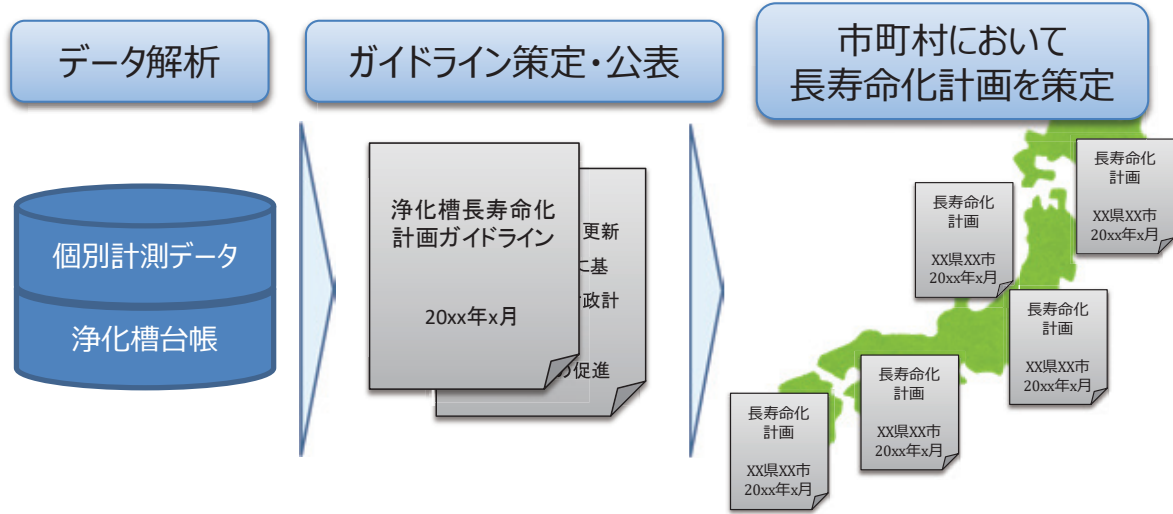 データ解析
個別計測データ
浄化槽台帳
ガイドライン策定・公表
浄化槽長寿命化
計画ガイドライン
20xx年x月
更新
に基
政計
の促進
市町村において
長寿命化計画を策定
長寿命化
計画
XX県XX市
20xx年x月
長寿命化
計画
XX県XX市
20xx年x月
長寿命化
計画
XX県XX市
20xx年x月
長寿命化
計画
XX県XX市
20xx年x月
長寿命化
計画
XX県XX市
20xx年x月